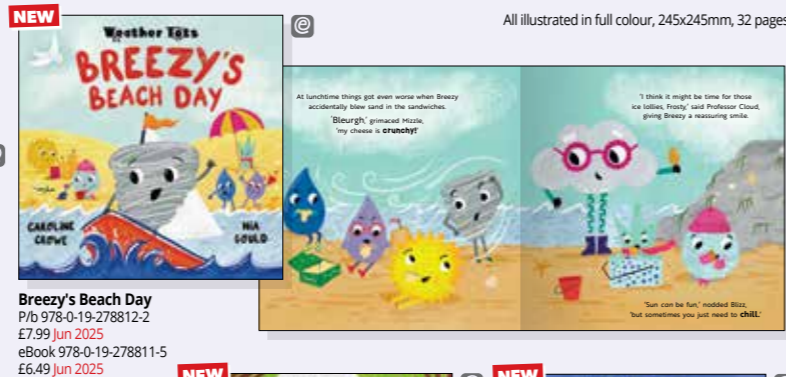 NEW
e
All illustrated in full colour, 245x245mm, 32 pages
Weather Tots
BREEZY'S
BEACH DAY
CAROLINE
CROWE
NIA
GOULD
At lunchtime things got even worse when Breezy
accidentally blew sand in the sandwiches.
'Bleurgh,' grimaced Mizzle,
'my cheese is crunchy!'
'I think it might be time for those
ice lollies, Frosty,' said Professor Cloud,
giving Breezy a reassuring smile.
'Sun can be fun,' nodded Blizz,
'but sometimes you just need to chill.'
Breezy's Beach Day
P/b 978-0-19-278812-2
£7.99 Jun 2025
eBook 978-0-19-278811-5
£6.49 Jun 2025
NEW
NEW